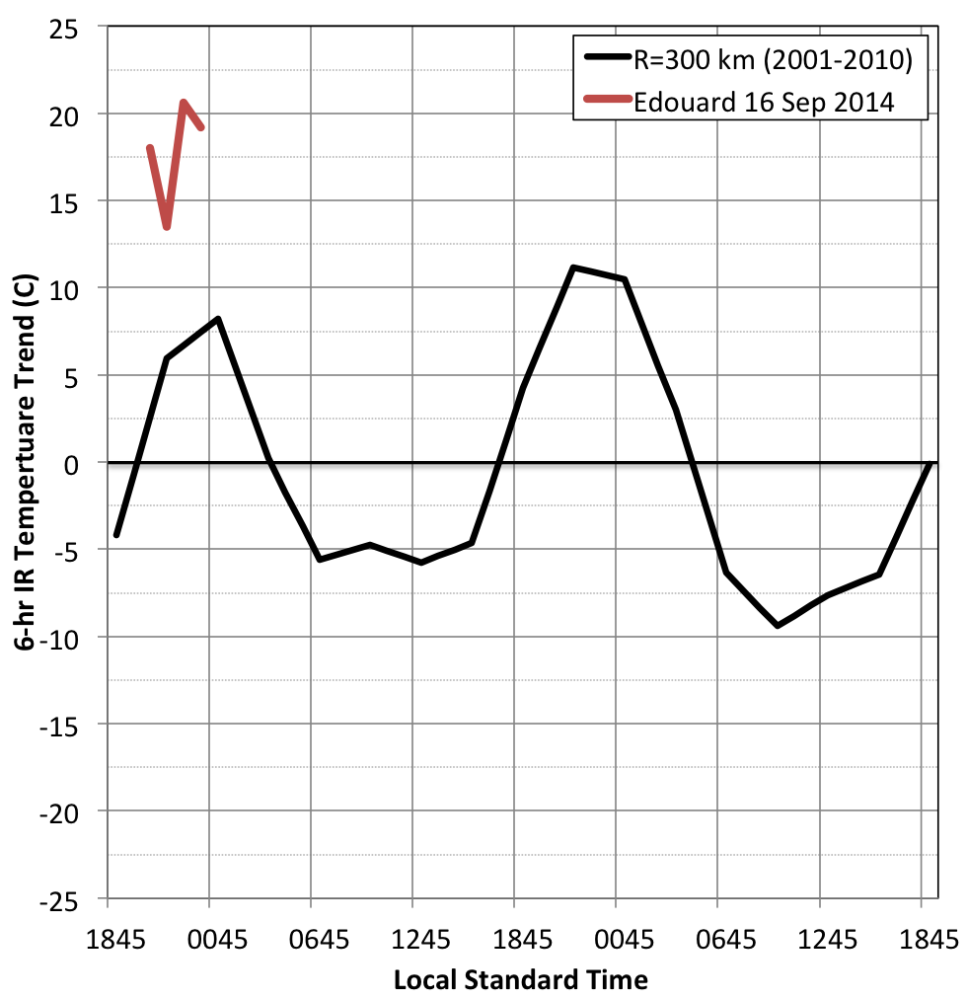 25
20
15
10
5
0
-5
-10
-15
-20
-25
6-hr IR Tempertuare Trend (C)
R=300 km (2001-2010)
Edouard 16 Sep 2014
1845 0045 0645 1245 1845 0045 0645 1245 1845
Local Standard Time